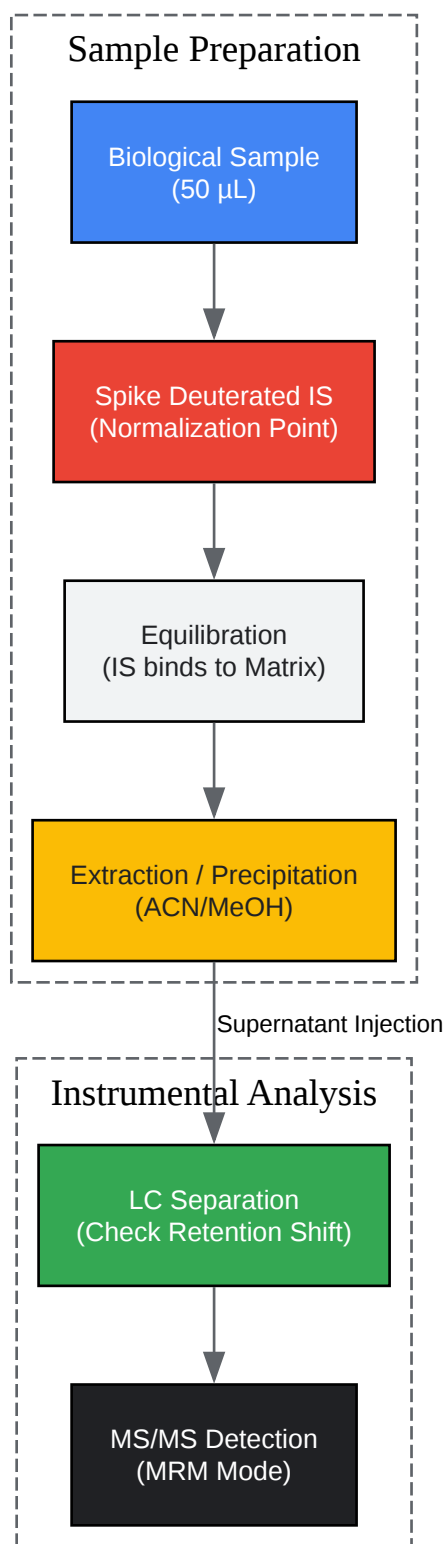 Sample Preparation
Biological Sample
(50 µL)
Spike Deuterated IS
(Normalization Point)
Equilibration
(IS binds to Matrix)
Extraction / Precipitation
(ACN/MeOH)
Supernatant Injection
Instrumental Analysis
LC Separation
(Check Retention Shift)
MS/MS Detection
(MRM Mode)